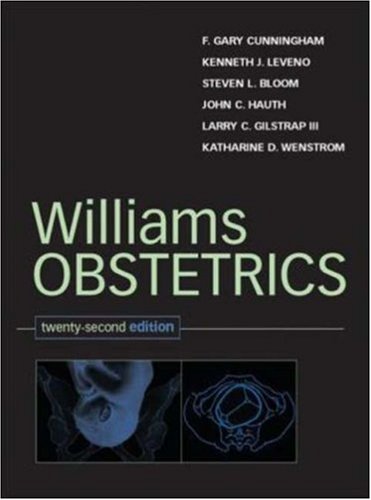 F. GARY CUNNINGHAM
KENNETH J. LEVENO
STEVEN L. BLOOM
JOHN C. HAUTH
LARRY C. GILSTRAP III
KATHARINE D. WENSTROM
Williams
OBSTETRICS
twenty-second edition